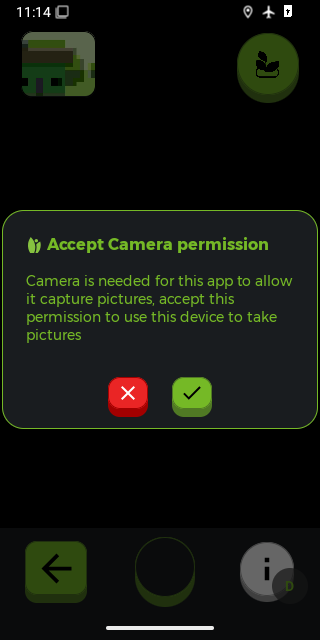 11:14
Accept Camera permission
Camera is needed for this app to allow
it capture pictures, accept this
permission to use this device to take
pictures
i
D